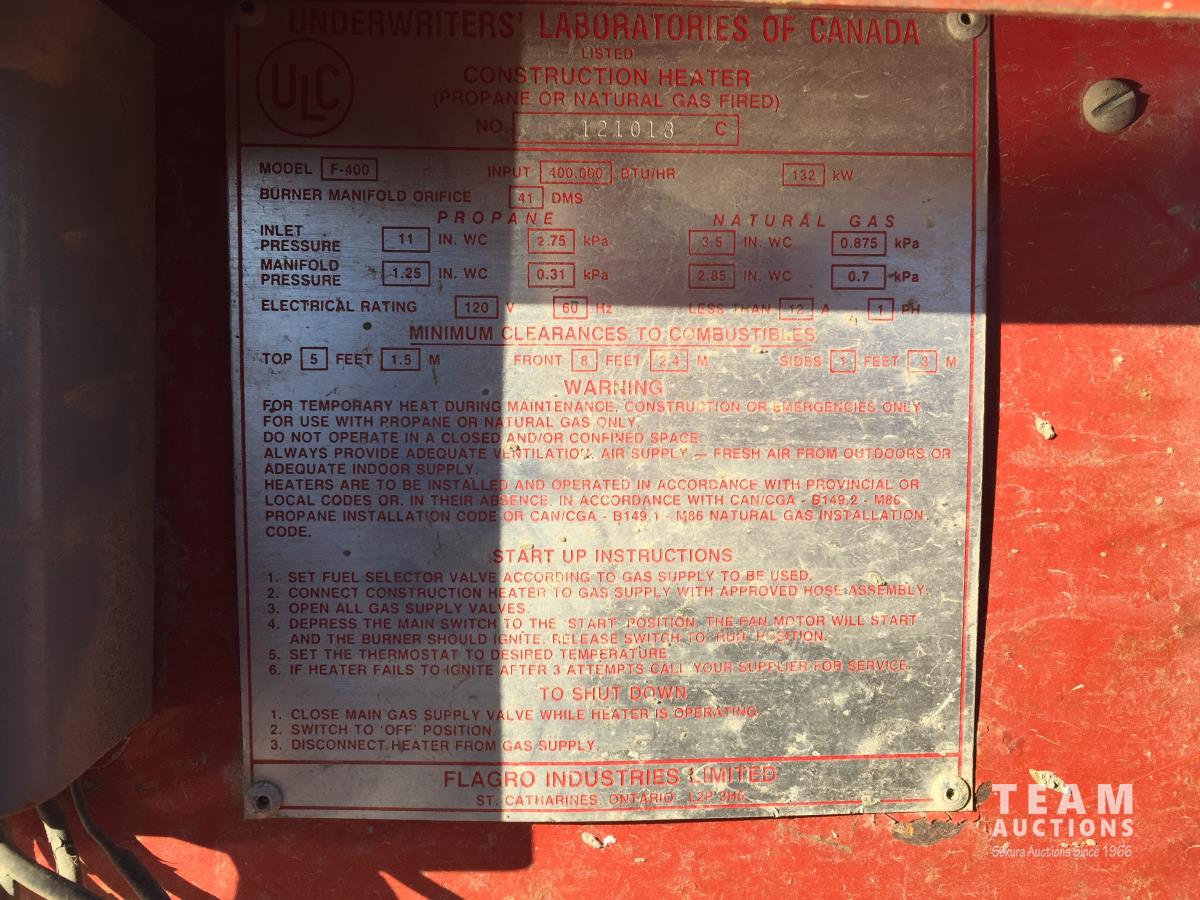 UNDERWRITERS' LABORATORIES OF CANADA
ULC
LISTED
CONSTRUCTION HEATER
(PROPANE OR NATURAL GAS FIRED)
NO. 121013 C
MODEL F-400 INPUT 400,000 BTU/HR 132 kW
BURNER MANIFOLD ORIFICE 41 DMS
PROPANE NATURAL GAS
INLET PRESSURE 11 IN. WC 2.75 kPa 3.5 IN. WC 0.875 kPa
MANIFOLD PRESSURE 1.25 IN. WC 0.31 kPa 2.85 IN. WC 0.7 kPa
ELECTRICAL RATING 120 V 60 Hz LESS THAN 12 A 1 PH
MINIMUM CLEARANCES TO COMBUSTIBLES
TOP 5 FEET 1.5 M FRONT 8 FEET 2.4 M SIDES 1 FEET .3 M
WARNING
FOR TEMPORARY HEAT DURING MAINTENANCE, CONSTRUCTION OR EMERGENCIES ONLY
FOR USE WITH PROPANE OR NATURAL GAS ONLY.
DO NOT OPERATE IN A CLOSED AND/OR CONFINED SPACE.
ALWAYS PROVIDE ADEQUATE VENTILATION. AIR SUPPLY — FRESH AIR FROM OUTDOORS OR
ADEQUATE INDOOR SUPPLY.
HEATERS ARE TO BE INSTALLED AND OPERATED IN ACCORDANCE WITH PROVINCIAL OR
LOCAL CODES OR, IN THEIR ABSENCE, IN ACCORDANCE WITH CAN/CGA - B149.2 - M86
PROPANE INSTALLATION CODE OR CAN/CGA - B149.1 - M86 NATURAL GAS INSTALLATION
CODE.
START UP INSTRUCTIONS
1. SET FUEL SELECTOR VALVE ACCORDING TO GAS SUPPLY TO BE USED.
2. CONNECT CONSTRUCTION HEATER TO GAS SUPPLY WITH APPROVED HOSE ASSEMBLY.
3. OPEN ALL GAS SUPPLY VALVES.
4. DEPRESS THE MAIN SWITCH TO THE 'START' POSITION. THE FAN MOTOR WILL START
AND THE BURNER SHOULD IGNITE. RELEASE SWITCH TO 'RUN' POSITION.
5. SET THE THERMOSTAT TO DESIRED TEMPERATURE.
6. IF HEATER FAILS TO IGNITE AFTER 3 ATTEMPTS CALL YOUR SUPPLIER FOR SERVICE.
TO SHUT DOWN
1. CLOSE MAIN GAS SUPPLY VALVE WHILE HEATER IS OPERATING.
2. SWITCH TO 'OFF' POSITION.
3. DISCONNECT HEATER FROM GAS SUPPLY.
FLAGRO INDUSTRIES LIMITED
ST. CATHARINES, ONTARIO L2P 3H6
TEAM
AUCTIONS
Sekura Auctions Since 1966